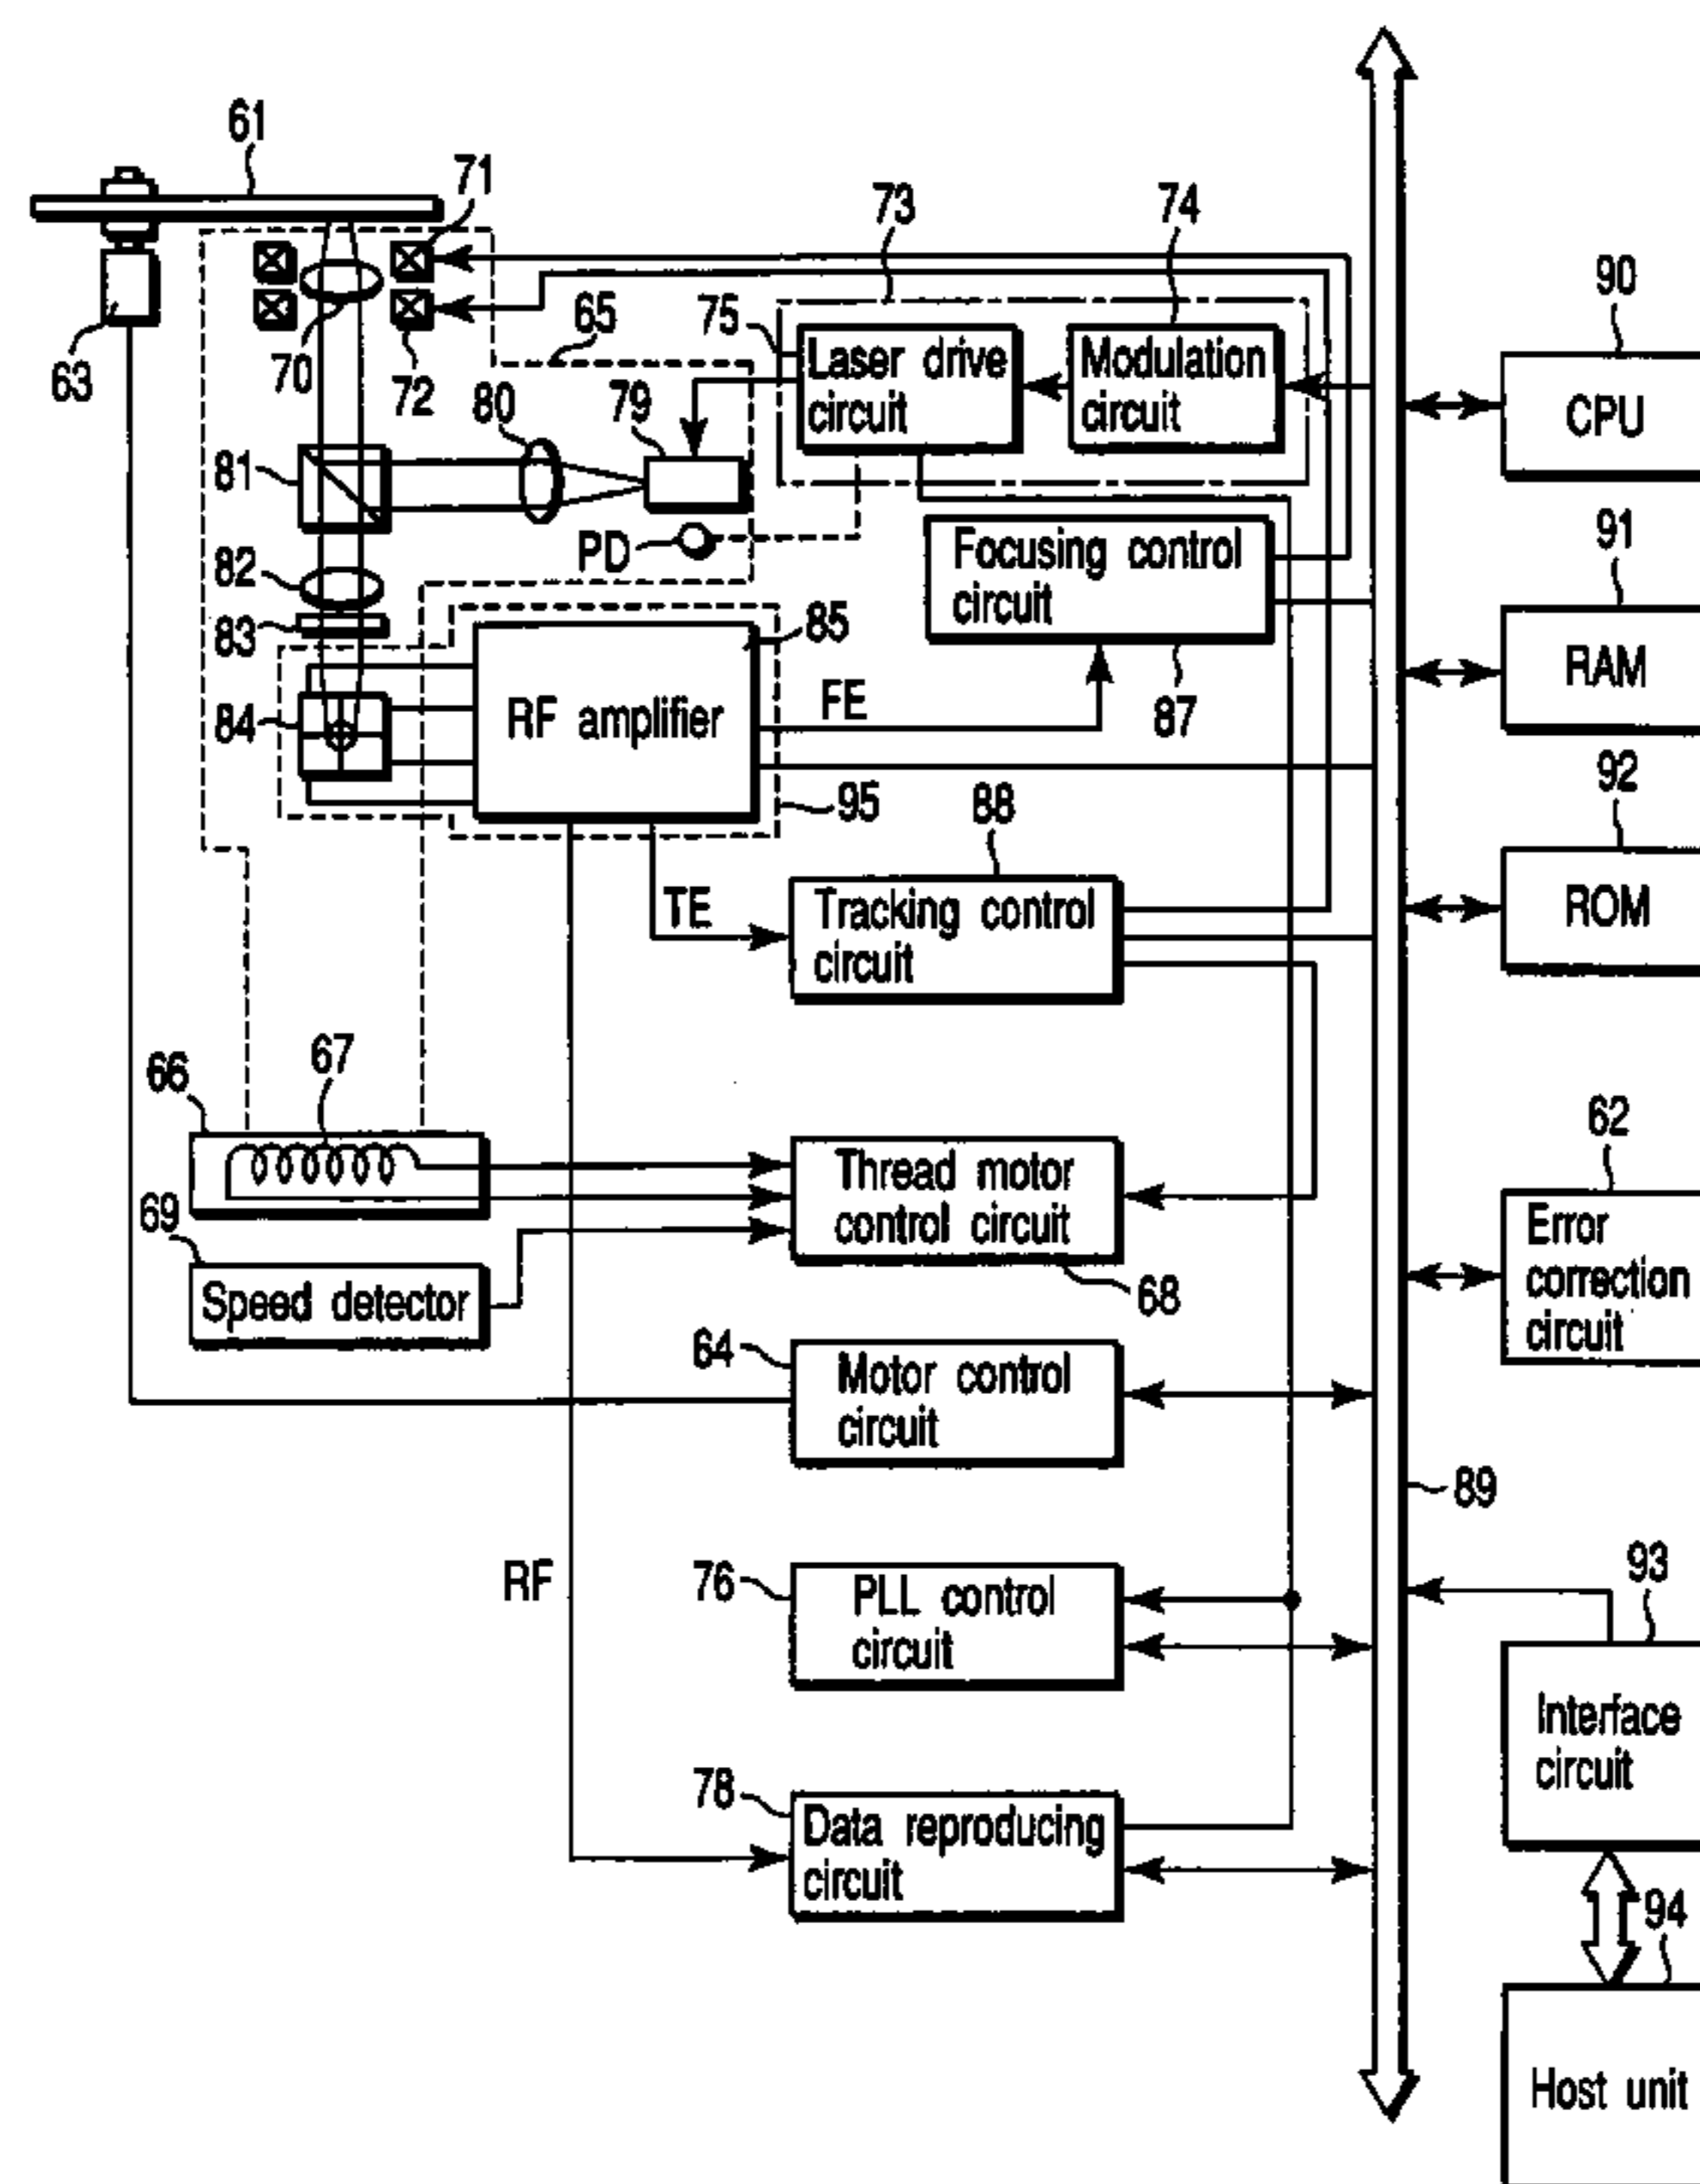 61
71
73
74
63
70
72
65
75
Laser drive
circuit
Modulation
circuit
90
CPU
80
79
81
PD
82
83
Focusing control
circuit
87
91
RAM
85
84
RF amplifier
FE
95
92
ROM
88
TE
Tracking control
circuit
66
67
Thread motor
control circuit
68
69
Speed detector
62
Error
correction
circuit
64
Motor control
circuit
89
RF
76
PLL control
circuit
93
Interface
circuit
78
Data reproducing
circuit
94
Host unit